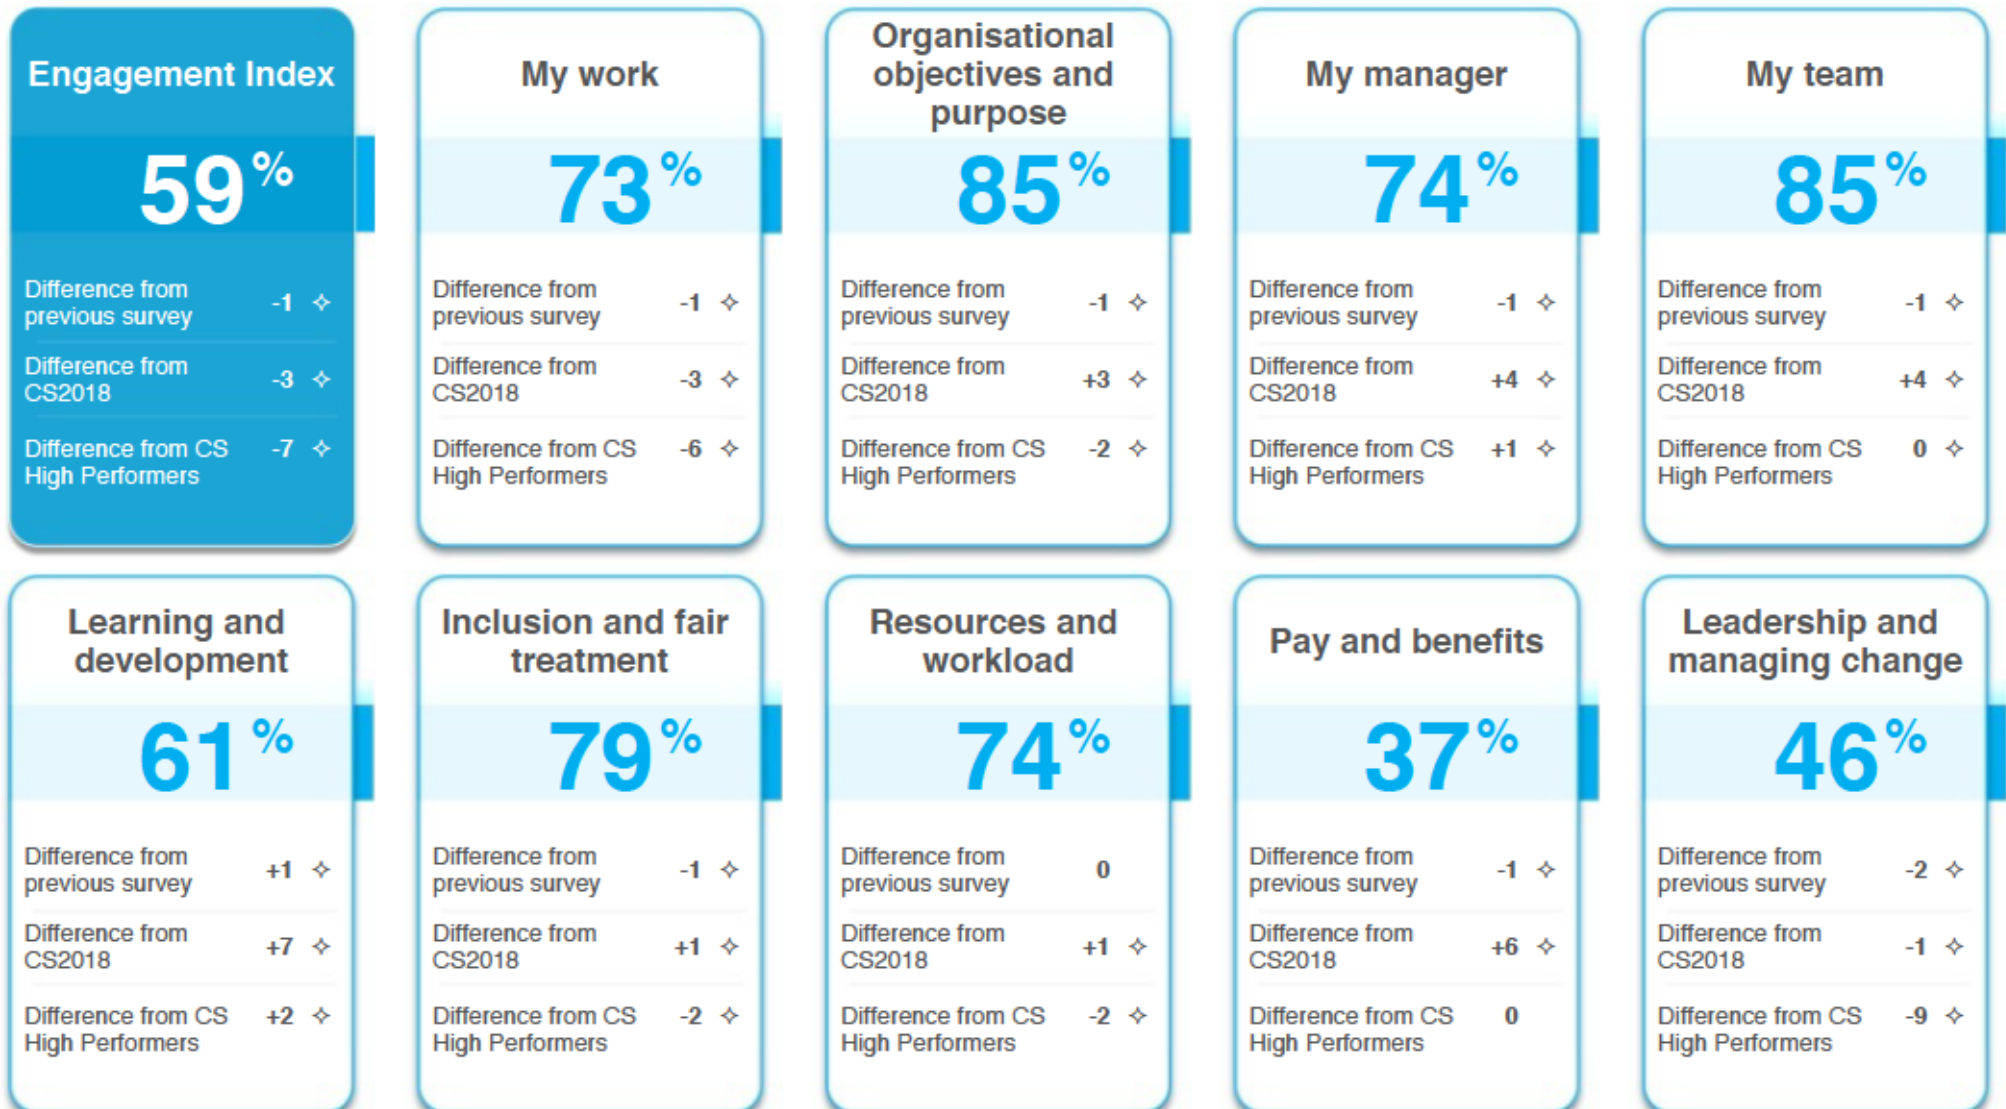 Engagement Index
59%
Difference from
previous survey -1 ✧
Difference from
CS2018 -3 ✧
Difference from CS
High Performers -7 ✧
My work
73%
Difference from
previous survey -1 ✧
Difference from
CS2018 -3 ✧
Difference from CS
High Performers -6 ✧
Organisational
objectives and
purpose
85%
Difference from
previous survey -1 ✧
Difference from
CS2018 +3 ✧
Difference from CS
High Performers -2 ✧
My manager
74%
Difference from
previous survey -1 ✧
Difference from
CS2018 +4 ✧
Difference from CS
High Performers +1 ✧
My team
85%
Difference from
previous survey -1 ✧
Difference from
CS2018 +4 ✧
Difference from CS
High Performers 0 ✧
Learning and
development
61%
Difference from
previous survey +1 ✧
Difference from
CS2018 +7 ✧
Difference from CS
High Performers +2 ✧
Inclusion and fair
treatment
79%
Difference from
previous survey -1 ✧
Difference from
CS2018 +1 ✧
Difference from CS
High Performers -2 ✧
Resources and
workload
74%
Difference from
previous survey 0
Difference from
CS2018 +1 ✧
Difference from CS
High Performers -2 ✧
Pay and benefits
37%
Difference from
previous survey -1 ✧
Difference from
CS2018 +6 ✧
Difference from CS
High Performers 0
Leadership and
managing change
46%
Difference from
previous survey -2 ✧
Difference from
CS2018 -1 ✧
Difference from CS
High Performers -9 ✧